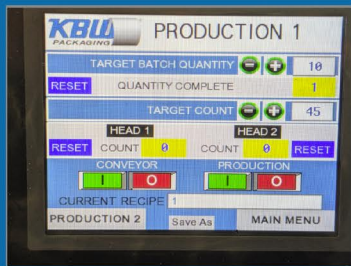 KBW
PACKAGING
PRODUCTION 1
TARGET BATCH QUANTITY - + 10
RESET QUANTITY COMPLETE 1
TARGET COUNT - + 45
HEAD 1 HEAD 2
RESET COUNT 0 COUNT 0 RESET
CONVEYOR PRODUCTION
I O I O
CURRENT RECIPE 1
PRODUCTION 2 Save As MAIN MENU